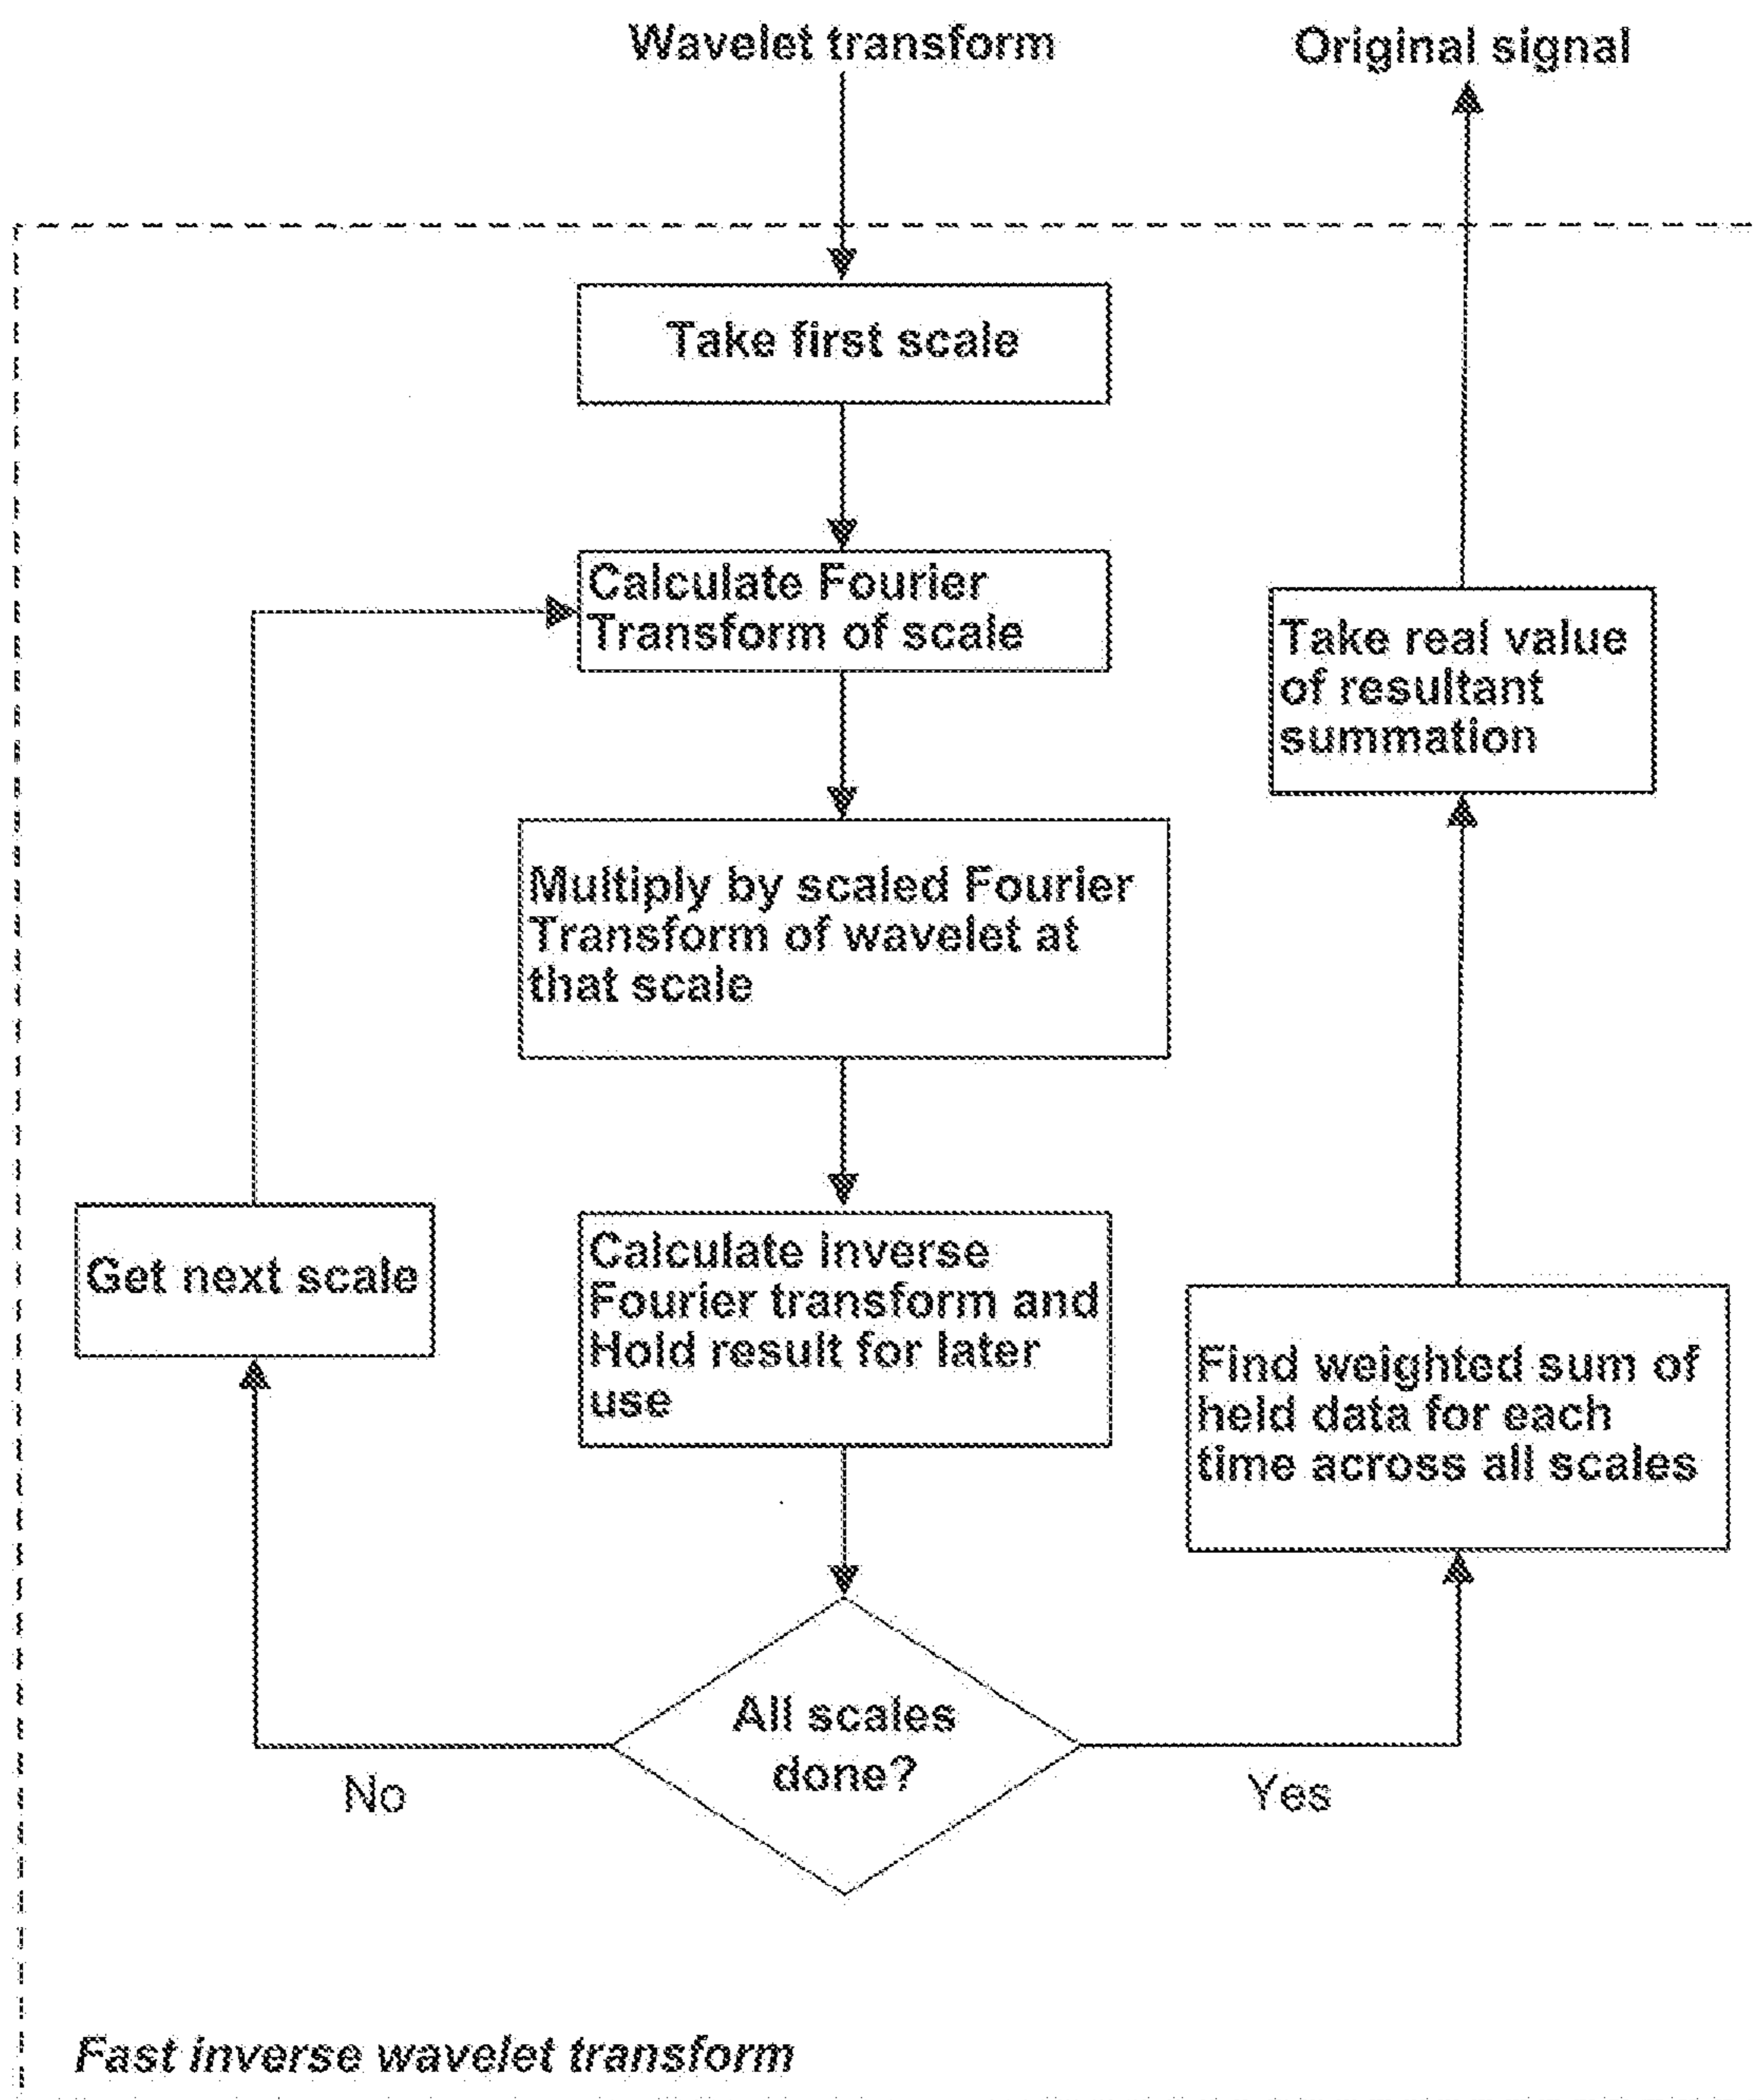 Wavelet transform
Original signal
Take first scale
Calculate Fourier
Transform of scale
Take real value
of resultant
summation
Multiply by scaled Fourier
Transform of wavelet at
that scale
Get next scale
Calculate inverse
Fourier transform and
Hold result for later
use
Find weighted sum of
held data for each
time across all scales
All scales
done?
No
Yes
Fast inverse wavelet transform